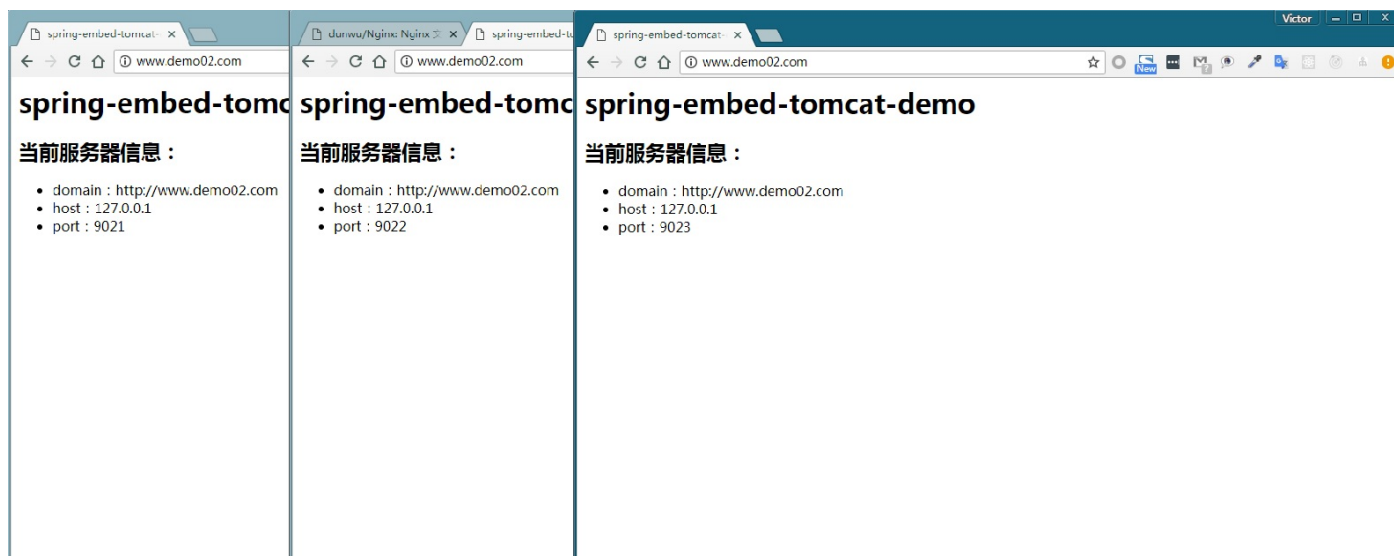 spring-embed-tomcat-
www.demo02.com
spring-embed-tomc
当前服务器信息：
domain : http://www.demo02.com
host : 127.0.0.1
port : 9021
dunwu/Nginx: Nginx 文
spring-embed-to
www.demo02.com
spring-embed-tomc
当前服务器信息：
domain : http://www.demo02.com
host : 127.0.0.1
port : 9022
Victor
spring-embed-tomcat-
www.demo02.com
New
spring-embed-tomcat-demo
当前服务器信息：
domain : http://www.demo02.com
host : 127.0.0.1
port : 9023